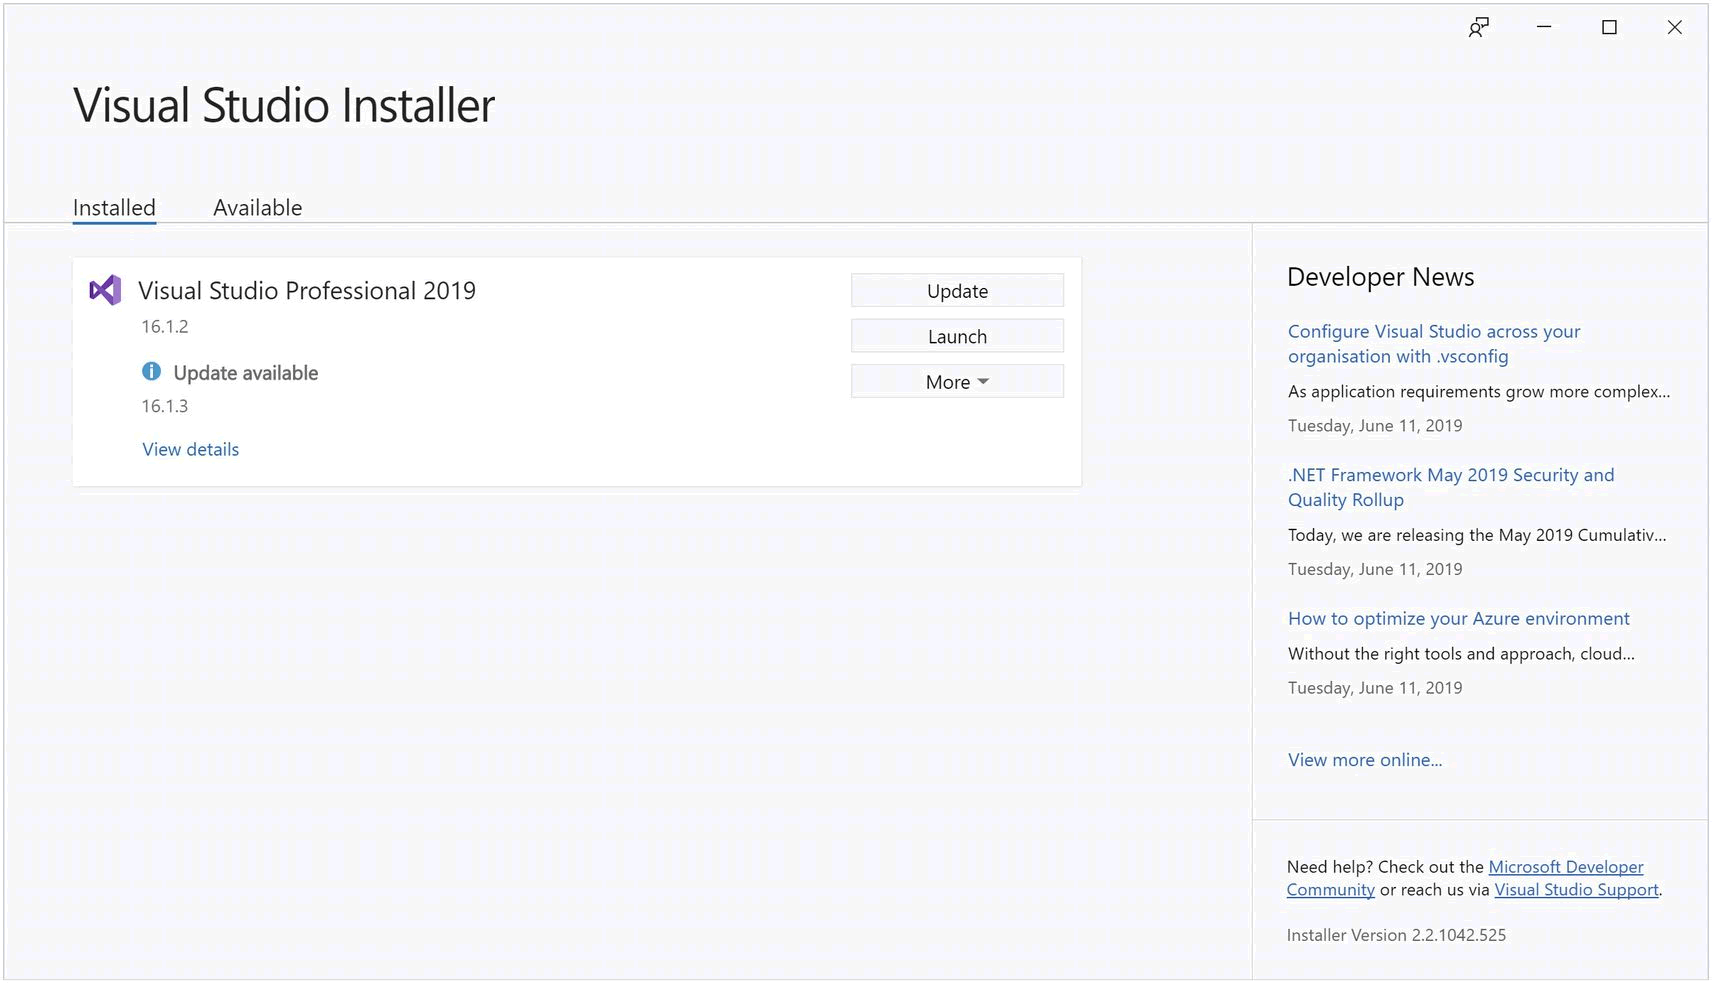 Visual Studio Installer
Installed
Available
Visual Studio Professional 2019
16.1.2
Update available
16.1.3
View details
Update
Launch
More
Developer News
Configure Visual Studio across your
organisation with .vsconfig
As application requirements grow more complex...
Tuesday, June 11, 2019
.NET Framework May 2019 Security and
Quality Rollup
Today, we are releasing the May 2019 Cumulativ...
Tuesday, June 11, 2019
How to optimize your Azure environment
Without the right tools and approach, cloud...
Tuesday, June 11, 2019
View more online...
Need help? Check out the Microsoft Developer
Community or reach us via Visual Studio Support.
Installer Version 2.2.1042.525